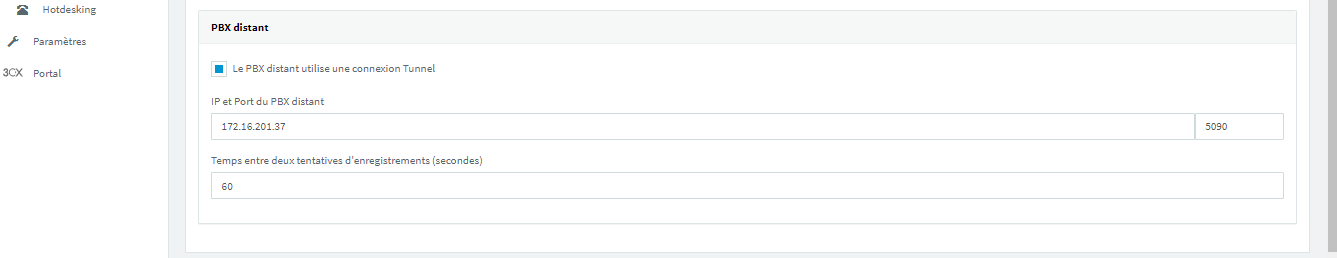 Hotdesking
Paramètres
3CX Portal
PBX distant
Le PBX distant utilise une connexion Tunnel
IP et Port du PBX distant
172.16.201.37 5090
Temps entre deux tentatives d'enregistrements (secondes)
60